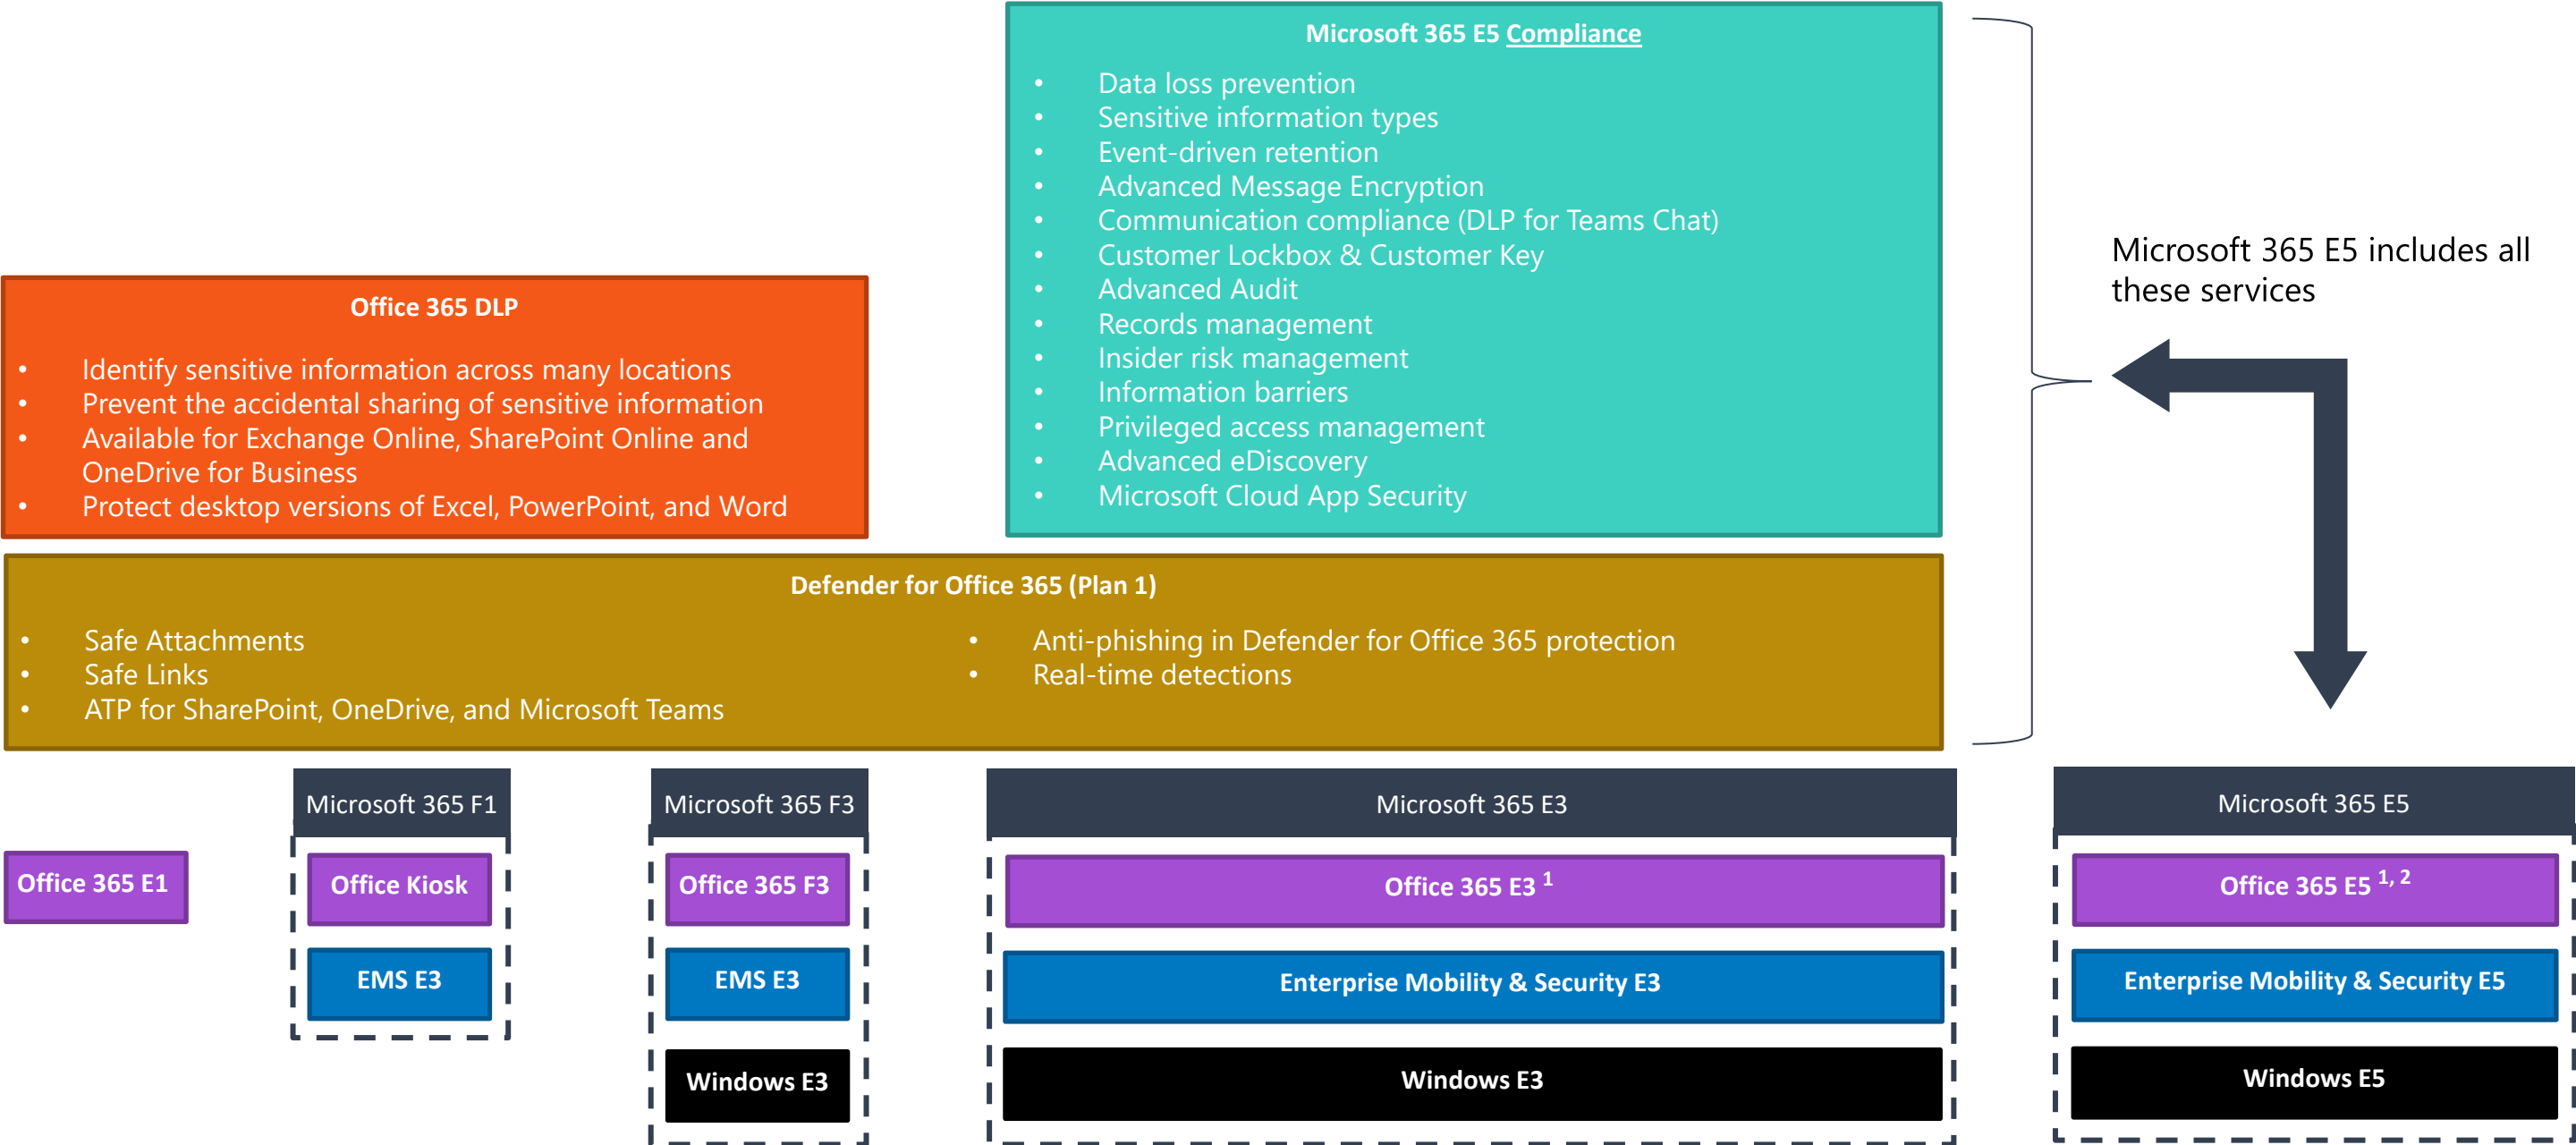 Microsoft 365 E5 Compliance
• Data loss prevention
• Sensitive information types
• Event-driven retention
• Advanced Message Encryption
• Communication compliance (DLP for Teams Chat)
• Customer Lockbox & Customer Key
• Advanced Audit
• Records management
• Insider risk management
• Information barriers
• Privileged access management
• Advanced eDiscovery
• Microsoft Cloud App Security
Microsoft 365 E5 includes all
these services
Office 365 DLP
• Identify sensitive information across many locations
• Prevent the accidental sharing of sensitive information
• Available for Exchange Online, SharePoint Online and
OneDrive for Business
• Protect desktop versions of Excel, PowerPoint, and Word
Defender for Office 365 (Plan 1)
• Safe Attachments
• Safe Links
• ATP for SharePoint, OneDrive, and Microsoft Teams
• Anti-phishing in Defender for Office 365 protection
• Real-time detections
Office 365 E1
Microsoft 365 F1
Office Kiosk
EMS E3
Microsoft 365 F3
Office 365 F3
EMS E3
Windows E3
Microsoft 365 E3
Office 365 E3 1
Enterprise Mobility & Security E3
Windows E3
Microsoft 365 E5
Office 365 E5 1, 2
Enterprise Mobility & Security E5
Windows E5